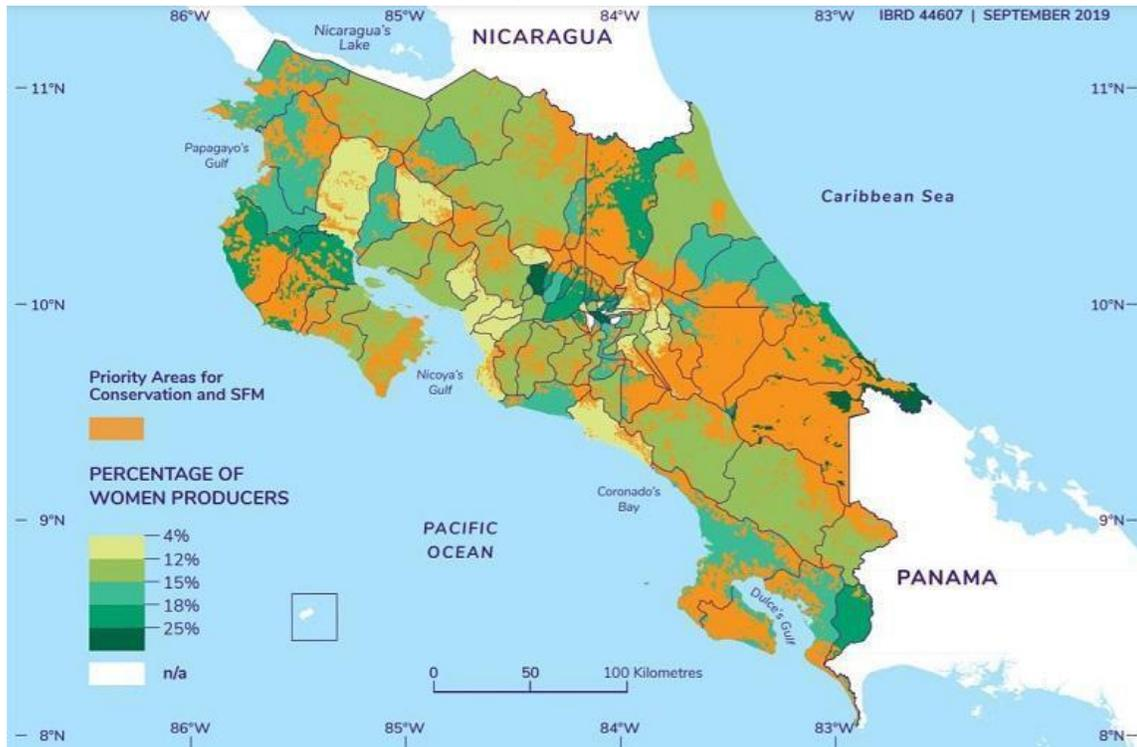 86°W
85°W
84°W
83°W
IBRD 44607 | SEPTEMBER 2019
Nicaragua's
Lake
NICARAGUA
11°N
11°N
Papagayo's
Gulf
Caribbean Sea
10°N
10°N
Priority Areas for
Conservation and SFM
Nicoya's
Gulf
PERCENTAGE OF
WOMEN PRODUCERS
4%
12%
15%
18%
25%
n/a
Coronado's
Bay
9°N
9°N
PACIFIC
OCEAN
PANAMA
Dulce's Gulf
0
50
100 Kilometres
86°W
85°W
84°W
83°W
8°N
8°N